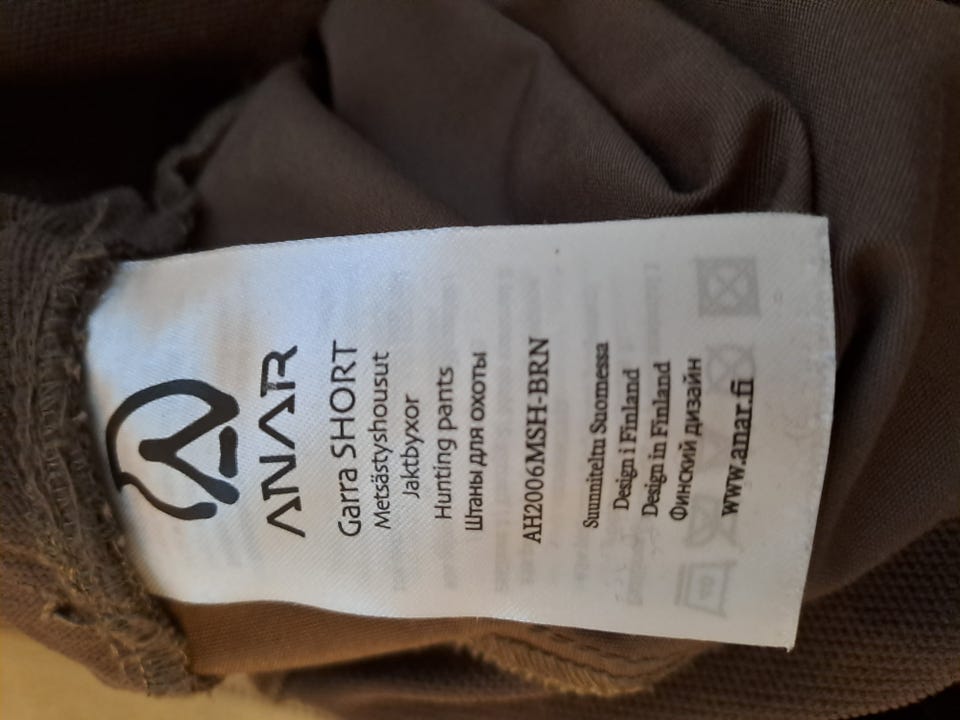 ANAR
Garra SHORT
Metsästyshousut
Jaktbyxor
Hunting pants
Штаны для охоты
AH2006MSH-BRN
Suunniteltu Suomessa
Design i Finland
Design in Finland
Финский дизайн
www.anar.fi